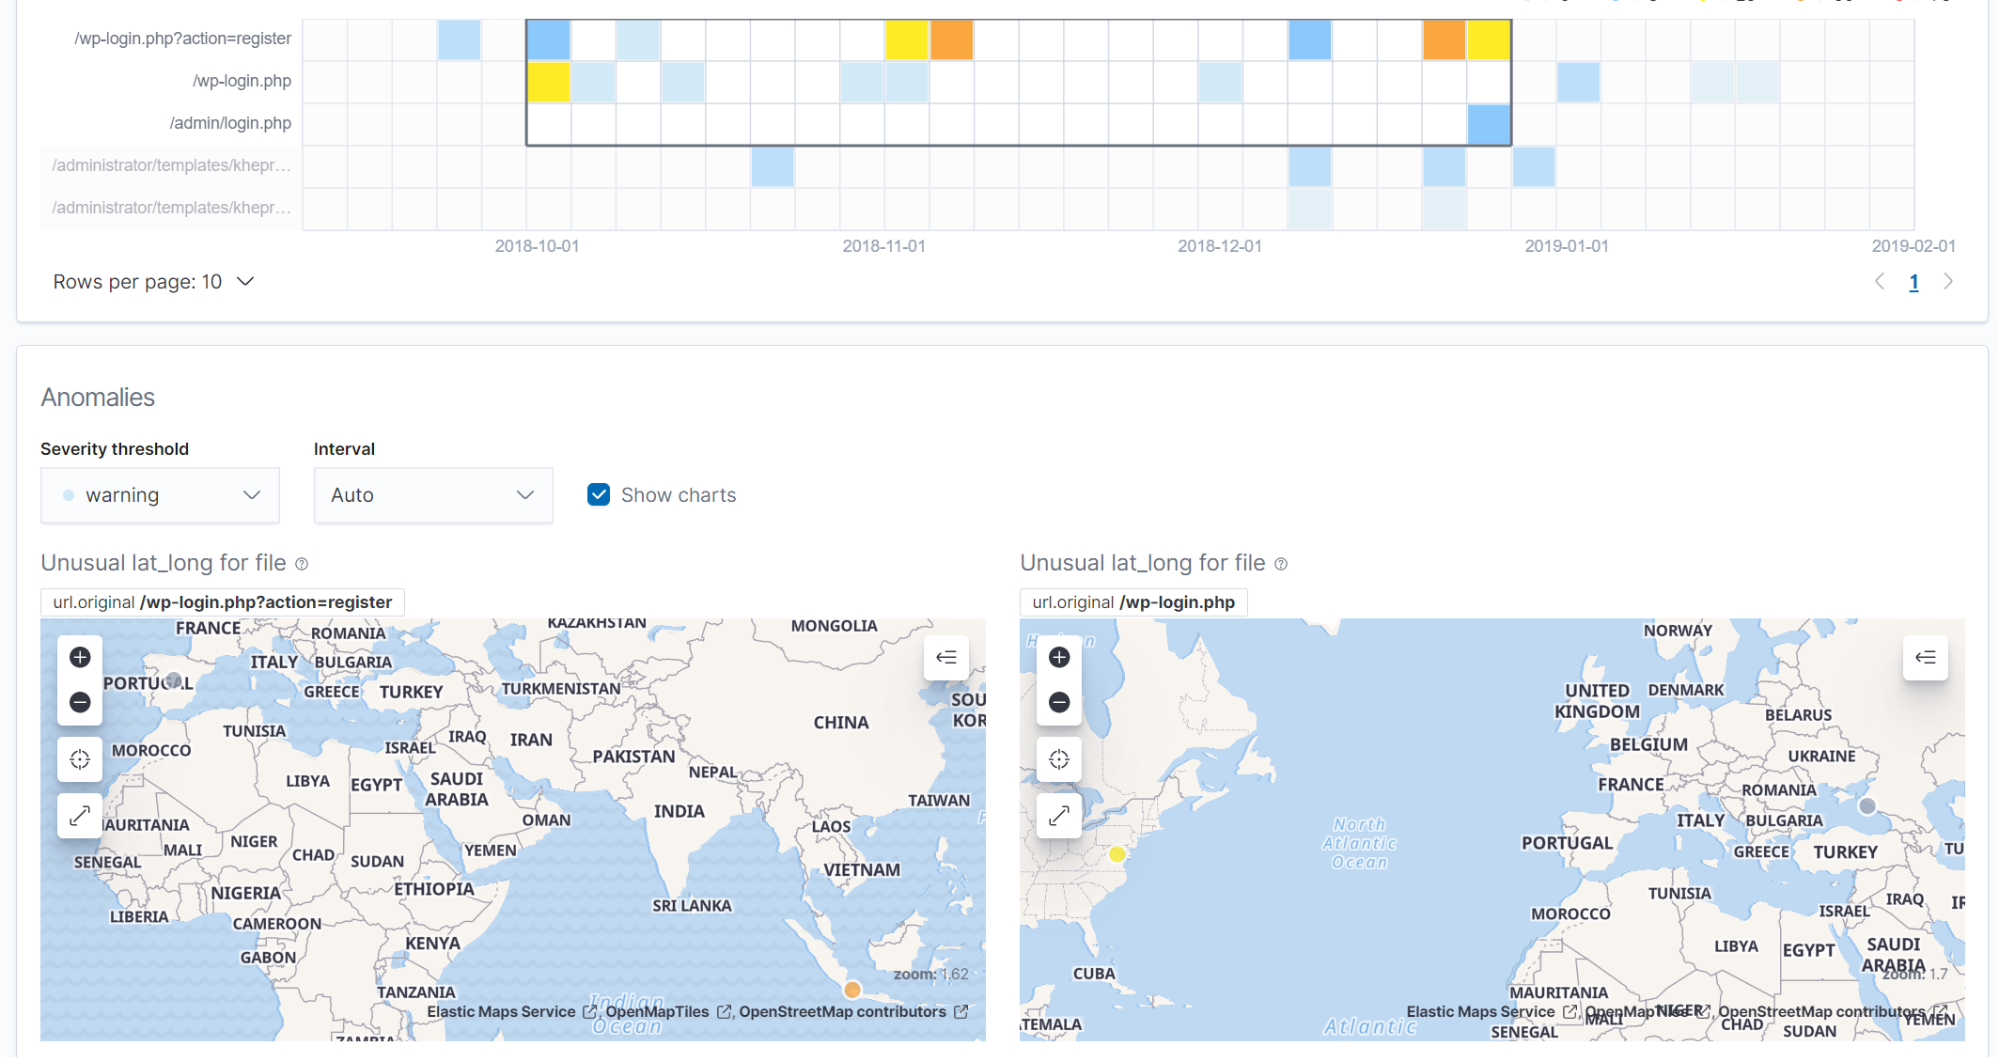 /wp-login.php?action=register
/wp-login.php
/admin/login.php
/administrator/templates/khepr…
/administrator/templates/khepr…
2018-10-01 2018-11-01 2018-12-01 2019-01-01 2019-02-01
Rows per page: 10
1
Anomalies
Severity threshold Interval
warning Auto Show charts
Unusual lat_long for file
url.original /wp-login.php?action=register
FRANCE ROMANIA KAZAKHSTAN MONGOLIA
ITALY BULGARIA
PORTUGAL GREECE TURKEY TURKMENISTAN SOU
KOR
TUNISIA CHINA
MOROCCO ISRAEL IRAQ IRAN PAKISTAN
NEPAL
LIBYA EGYPT SAUDI
ARABIA
OMAN INDIA TAIWAN
AURITANIA MALI NIGER LAOS
SENEGAL CHAD SUDAN YEMEN VIETNAM
NIGERIA ETHIOPIA
LIBERIA CAMEROON SRI LANKA
GABON KENYA
zoom: 1.62
TANZANIA Indian
Ocean
Elastic Maps Service , OpenMapTiles , OpenStreetMap contributors
ZAMBIA
Unusual lat_long for file
url.original /wp-login.php
NORWAY
UNITED
KINGDOM
DENMARK
BELARUS
BELGIUM UKRAINE
FRANCE ROMANIA
North
Atlantic
Ocean
ITALY BULGARIA
PORTUGAL GREECE TURKEY TU
TUNISIA IRAQ IR
MOROCCO ISRAEL
LIBYA EGYPT SAUDI
ARABIA
CUBA zoom: 1.7
MAURITANIA
Elastic Maps Service , OpenMapTiles , OpenStreetMap contributors
MALI NIGER
TEMALA Atlantic SENEGAL CHAD SUDAN YEMEN